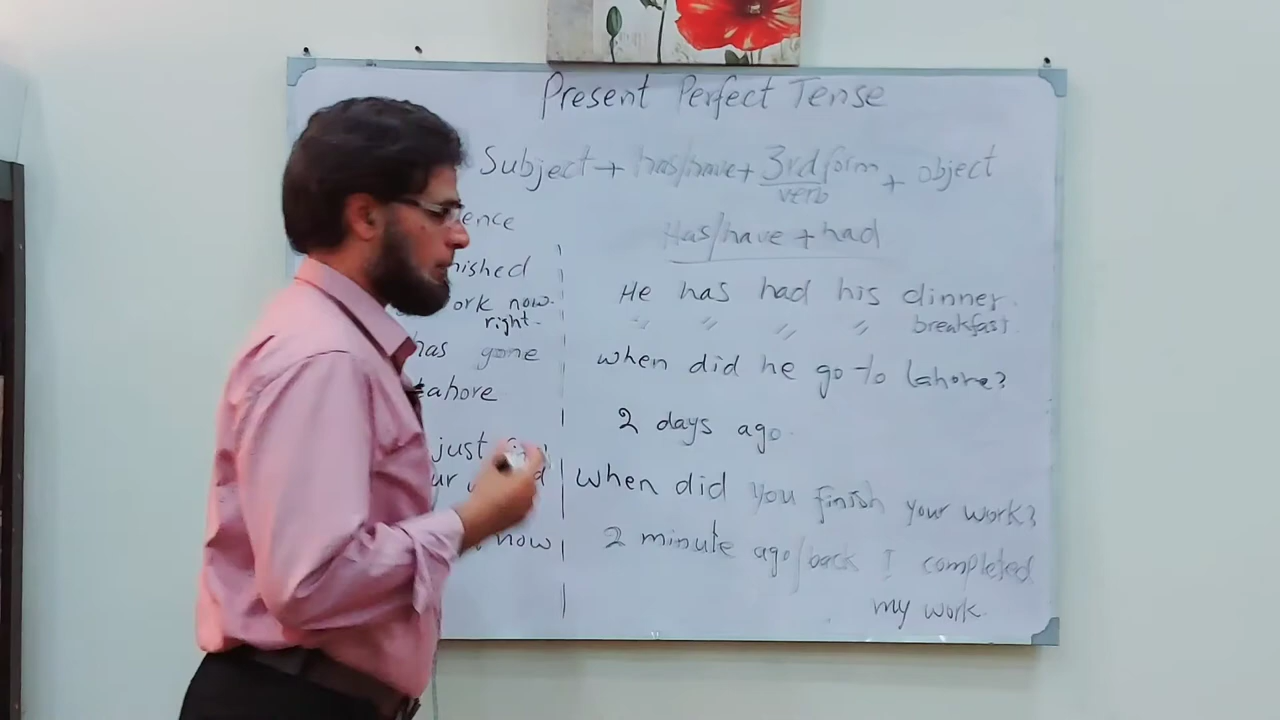 Present Perfect Tense
Subject + has/have + 3rd form + object
verb
ence
Has/have + had
nished
He has had his dinner.
ork now.
right.
" " " " breakfast.
has gone
when did he go to Lahore?
Lahore
2 days ago.
just
ur
when did you finish your work?
now
2 minute ago/back I completed
my work.